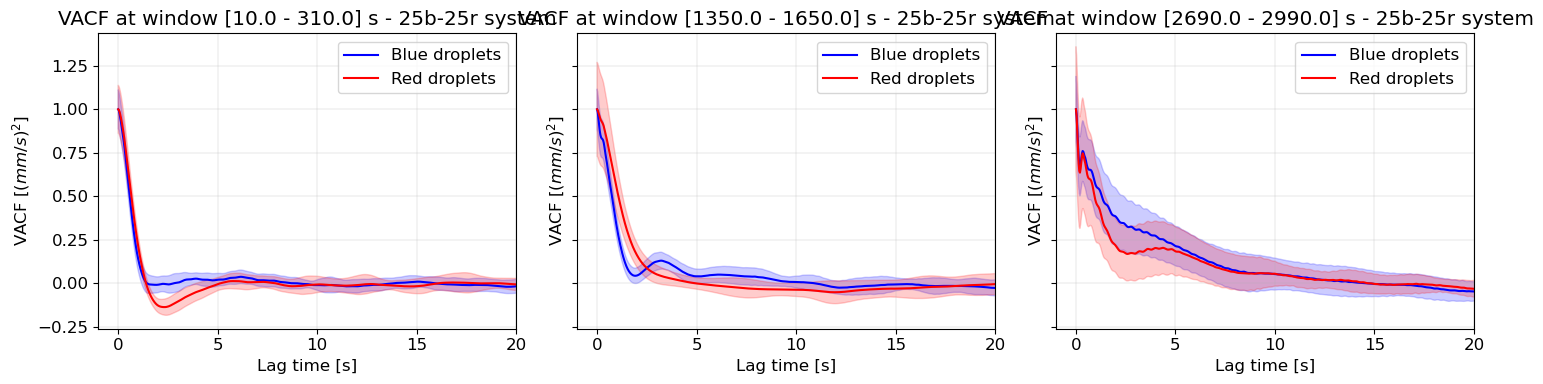 VACF at window [10.0 - 310.0] s - 25b-25r system
VACF [(mm/s)²]
1.25
1.00
0.75
0.50
0.25
0.00
−0.25
0
5
10
15
20
Lag time [s]
Blue droplets
Red droplets
VACF at window [1350.0 - 1650.0] s - 25b-25r system
VACF [(mm/s)²]
0
5
10
15
20
Lag time [s]
Blue droplets
Red droplets
VACF at window [2690.0 - 2990.0] s - 25b-25r system
VACF [(mm/s)²]
0
5
10
15
20
Lag time [s]
Blue droplets
Red droplets